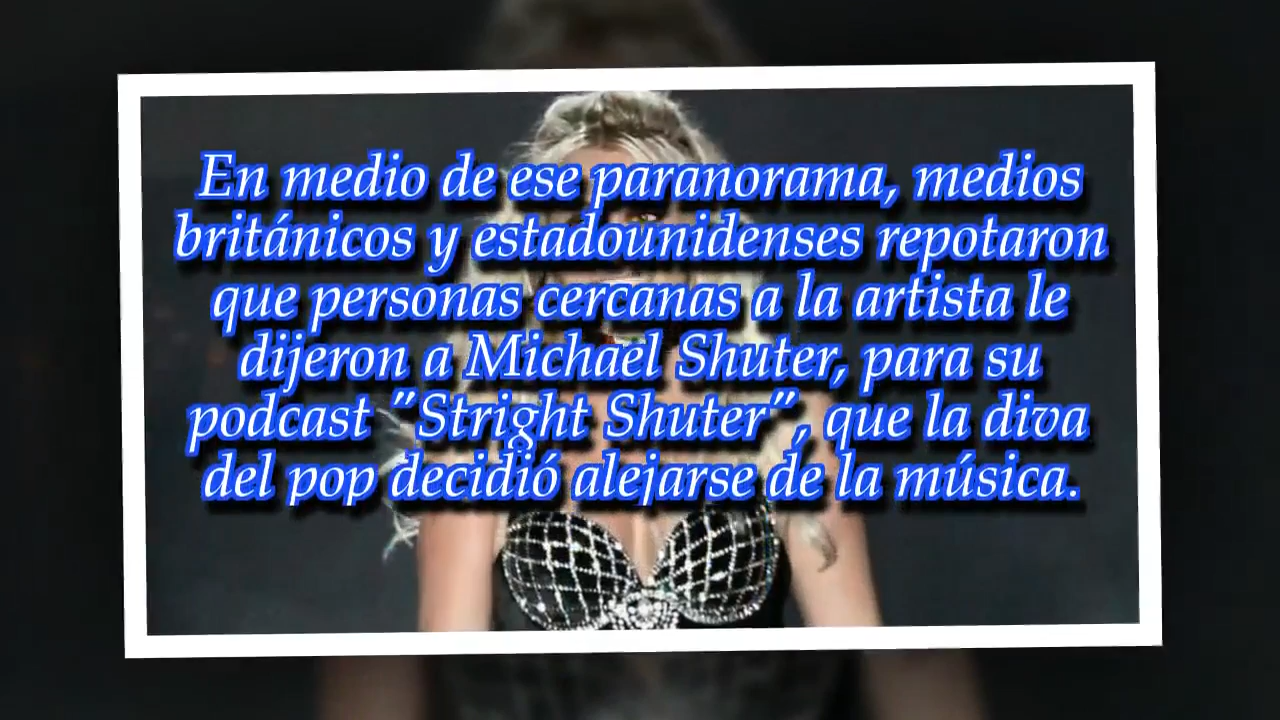 En medio de ese paranorama, medios
británicos y estadounidenses repotaron
que personas cercanas a la artista le
dijeron a Michael Shuter, para su
podcast "Stright Shuter", que la diva
del pop decidió alejarse de la música.